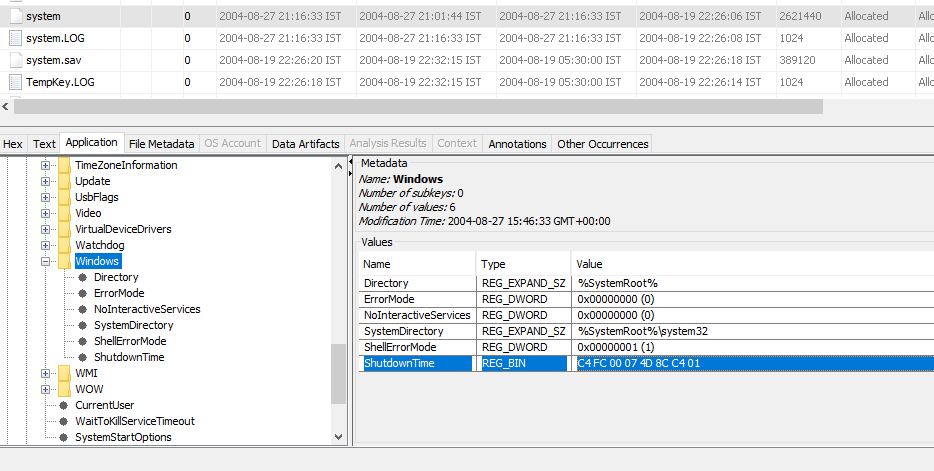 system 0 2004-08-27 21:16:33 IST 2004-08-27 21:01:44 IST 2004-08-27 21:16:33 IST 2004-08-19 22:26:06 IST 2621440 Allocated Alloc
system.LOG 0 2004-08-27 21:16:33 IST 2004-08-27 21:16:33 IST 2004-08-27 21:16:33 IST 2004-08-19 22:26:08 IST 1024 Allocated Alloc
system.sav 0 2004-08-19 22:26:20 IST 2004-08-19 22:32:15 IST 2004-08-19 05:30:00 IST 2004-08-19 22:26:18 IST 389120 Allocated Alloc
TempKey.LOG 0 2004-08-19 22:26:18 IST 2004-08-19 22:32:15 IST 2004-08-19 05:30:00 IST 2004-08-19 22:26:14 IST 1024 Allocated Alloc
Hex Text Application File Metadata OS Account Data Artifacts Analysis Results Context Annotations Other Occurrences
TimeZoneInformation
Update
UsbFlags
Video
VirtualDeviceDrivers
Watchdog
Windows
Directory
ErrorMode
NoInteractiveServices
SystemDirectory
ShellErrorMode
ShutdownTime
WMI
WOW
CurrentUser
WaitToKillServiceTimeout
SystemStartOptions
Metadata
Name: Windows
Number of subkeys: 0
Number of values: 6
Modification Time: 2004-08-27 15:46:33 GMT+00:00
Values
Name Type Value
Directory REG_EXPAND_SZ %SystemRoot%
ErrorMode REG_DWORD 0x00000000 (0)
NoInteractiveServices REG_DWORD 0x00000000 (0)
SystemDirectory REG_EXPAND_SZ %SystemRoot%\system32
ShellErrorMode REG_DWORD 0x00000001 (1)
ShutdownTime REG_BIN C4 FC 00 07 4D 8C C4 01